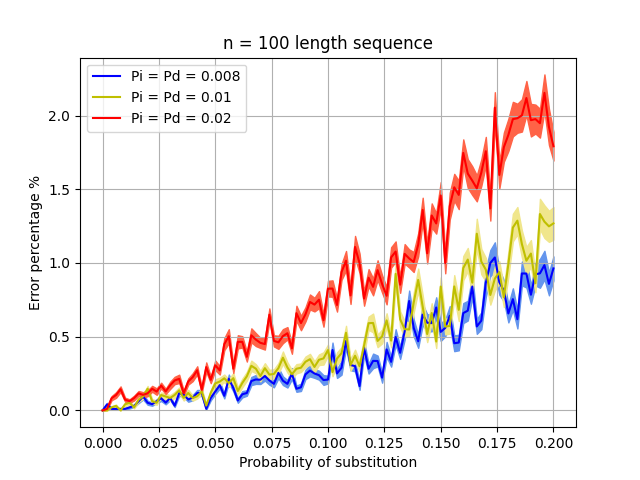 n = 100 length sequence
Pi = Pd = 0.008
Pi = Pd = 0.01
Pi = Pd = 0.02
Error percentage %
2.0
1.5
1.0
0.5
0.0
0.000 0.025 0.050 0.075 0.100 0.125 0.150 0.175 0.200
Probability of substitution